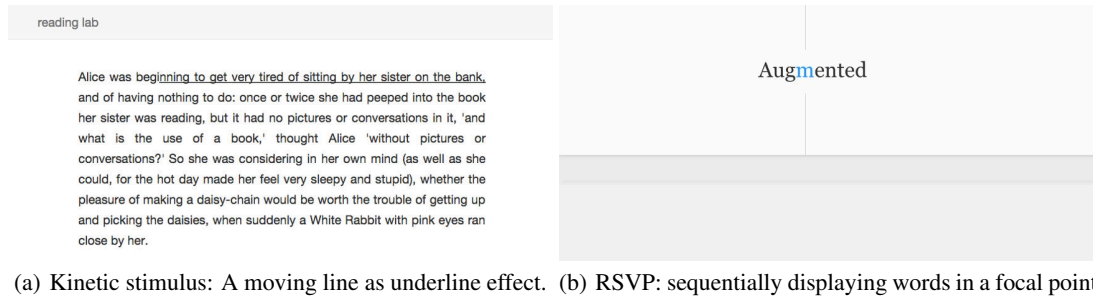 reading lab
Alice was beginning to get very tired of sitting by her sister on the bank,
and of having nothing to do: once or twice she had peeped into the book
her sister was reading, but it had no pictures or conversations in it, 'and
what is the use of a book,' thought Alice 'without pictures or
conversations?' So she was considering in her own mind (as well as she
could, for the hot day made her feel very sleepy and stupid), whether the
pleasure of making a daisy-chain would be worth the trouble of getting up
and picking the daisies, when suddenly a White Rabbit with pink eyes ran
close by her.
Augmented
(a) Kinetic stimulus: A moving line as underline effect.
(b) RSVP: sequentially displaying words in a focal point